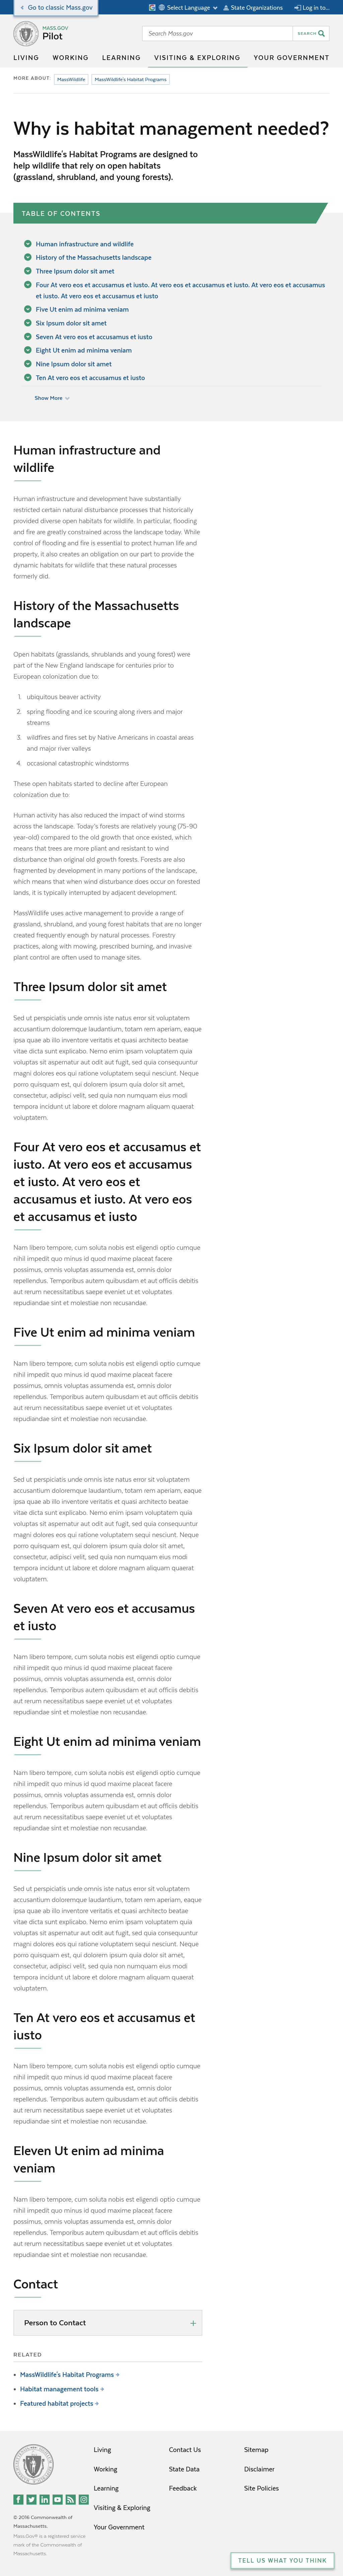 Go to classic Mass.gov
Select Language
State Organizations
Log in to...
MASS.GOV
Pilot
Search Mass.gov
SEARCH
LIVING
WORKING
LEARNING
VISITING & EXPLORING
YOUR GOVERNMENT
MORE ABOUT
MassWildlife
MassWildlife's Habitat Programs
Why is habitat management needed?
MassWildlife's Habitat Programs are designed to
help wildlife that rely on open habitats
(grassland, shrubland, and young forests).
TABLE OF CONTENTS
Human infrastructure and wildlife
History of the Massachusetts landscape
Three Ipsum dolor sit amet
Four At vero eos et accusamus et iusto. At vero eos et accusamus et iusto. At vero eos et accusamus
et iusto. At vero eos et accusamus et iusto
Five Ut enim ad minima veniam
Six Ipsum dolor sit amet
Seven At vero eos et accusamus et iusto
Eight Ut enim ad minima veniam
Nine Ipsum dolor sit amet
Ten At vero eos et accusamus et iusto
Show More
Human infrastructure and
wildlife
Human infrastructure and development have substantially
restricted certain natural disturbance processes that historically
provided diverse open habitats for wildlife. In particular, flooding
and fire are greatly constrained across the landscape today. While
control of flooding and fire is essential to protect human life and
property, it also creates an obligation on our part to provide the
dynamic habitats for wildlife that these natural processes
formerly did.
History of the Massachusetts
landscape
Open habitats (grasslands, shrublands and young forest) were
part of the New England landscape for centuries prior to
European colonization due to:
1. ubiquitous beaver activity
2. spring flooding and ice scouring along rivers and major
streams
3. wildfires and fires set by Native Americans in coastal areas
and major river valleys
4. occasional catastrophic windstorms
These open habitats started to decline after European
colonization due to:
Human activity has also reduced the impact of wind storms
across the landscape. Today's forests are relatively young (75-90
year-old) compared to the old growth that once existed; which
means that trees are more pliant and resistant to wind
disturbance than original old growth forests. Forests are also
fragmented by development in many portions of the landscape,
which means that when wind disturbance does occur on forested
lands, it is typically interrupted by adjacent development.
MassWildlife uses active management to provide a range of
grassland, shrubland, and young forest habitats that are no longer
created frequently enough by natural processes. Forestry
practices, along with mowing, prescribed burning, and invasive
plant control are often used to manage sites.
Three Ipsum dolor sit amet
Sed ut perspiciatis unde omnis iste natus error sit voluptatem
accusantium doloremque laudantium, totam rem aperiam, eaque
ipsa quae ab illo inventore veritatis et quasi architecto beatae
vitae dicta sunt explicabo. Nemo enim ipsam voluptatem quia
voluptas sit aspernatur aut odit aut fugit, sed quia consequuntur
magni dolores eos qui ratione voluptatem sequi nesciunt. Neque
porro quisquam est, qui dolorem ipsum quia dolor sit amet,
consectetur, adipisci velit, sed quia non numquam eius modi
tempora incidunt ut labore et dolore magnam aliquam quaerat
voluptatem.
Four At vero eos et accusamus et
iusto. At vero eos et accusamus
et iusto. At vero eos et
accusamus et iusto. At vero eos
et accusamus et iusto
Nam libero tempore, cum soluta nobis est eligendi optio cumque
nihil impedit quo minus id quod maxime placeat facere
possimus, omnis voluptas assumenda est, omnis dolor
repellendus. Temporibus autem quibusdam et aut officiis debitis
aut rerum necessitatibus saepe eveniet ut et voluptates
repudiandae sint et molestiae non recusandae.
Five Ut enim ad minima veniam
Nam libero tempore, cum soluta nobis est eligendi optio cumque
nihil impedit quo minus id quod maxime placeat facere
possimus, omnis voluptas assumenda est, omnis dolor
repellendus. Temporibus autem quibusdam et aut officiis debitis
aut rerum necessitatibus saepe eveniet ut et voluptates
repudiandae sint et molestiae non recusandae.
Six Ipsum dolor sit amet
Sed ut perspiciatis unde omnis iste natus error sit voluptatem
accusantium doloremque laudantium, totam rem aperiam, eaque
ipsa quae ab illo inventore veritatis et quasi architecto beatae
vitae dicta sunt explicabo. Nemo enim ipsam voluptatem quia
voluptas sit aspernatur aut odit aut fugit, sed quia consequuntur
magni dolores eos qui ratione voluptatem sequi nesciunt. Neque
porro quisquam est, qui dolorem ipsum quia dolor sit amet,
consectetur, adipisci velit, sed quia non numquam eius modi
tempora incidunt ut labore et dolore magnam aliquam quaerat
voluptatem.
Seven At vero eos et accusamus
et iusto
Nam libero tempore, cum soluta nobis est eligendi optio cumque
nihil impedit quo minus id quod maxime placeat facere
possimus, omnis voluptas assumenda est, omnis dolor
repellendus. Temporibus autem quibusdam et aut officiis debitis
aut rerum necessitatibus saepe eveniet ut et voluptates
repudiandae sint et molestiae non recusandae.
Eight Ut enim ad minima veniam
Nam libero tempore, cum soluta nobis est eligendi optio cumque
nihil impedit quo minus id quod maxime placeat facere
possimus, omnis voluptas assumenda est, omnis dolor
repellendus. Temporibus autem quibusdam et aut officiis debitis
aut rerum necessitatibus saepe eveniet ut et voluptates
repudiandae sint et molestiae non recusandae.
Nine Ipsum dolor sit amet
Sed ut perspiciatis unde omnis iste natus error sit voluptatem
accusantium doloremque laudantium, totam rem aperiam, eaque
ipsa quae ab illo inventore veritatis et quasi architecto beatae
vitae dicta sunt explicabo. Nemo enim ipsam voluptatem quia
voluptas sit aspernatur aut odit aut fugit, sed quia consequuntur
magni dolores eos qui ratione voluptatem sequi nesciunt. Neque
porro quisquam est, qui dolorem ipsum quia dolor sit amet,
consectetur, adipisci velit, sed quia non numquam eius modi
tempora incidunt ut labore et dolore magnam aliquam quaerat
voluptatem.
Ten At vero eos et accusamus et
iusto
Nam libero tempore, cum soluta nobis est eligendi optio cumque
nihil impedit quo minus id quod maxime placeat facere
possimus, omnis voluptas assumenda est, omnis dolor
repellendus. Temporibus autem quibusdam et aut officiis debitis
aut rerum necessitatibus saepe eveniet ut et voluptates
repudiandae sint et molestiae non recusandae.
Eleven Ut enim ad minima
veniam
Nam libero tempore, cum soluta nobis est eligendi optio cumque
nihil impedit quo minus id quod maxime placeat facere
possimus, omnis voluptas assumenda est, omnis dolor
repellendus. Temporibus autem quibusdam et aut officiis debitis
aut rerum necessitatibus saepe eveniet ut et voluptates
repudiandae sint et molestiae non recusandae.
Contact
Person to Contact
RELATED
MassWildlife's Habitat Programs
Habitat management tools
Featured habitat projects
Living
Working
Learning
Visiting & Exploring
Your Government
Contact Us
State Data
Feedback
Sitemap
Disclaimer
Site Policies
© 2016 Commonwealth of
Massachusetts.
Mass.Gov® is a registered service
mark of the Commonwealth of
Massachusetts.
TELL US WHAT YOU THINK